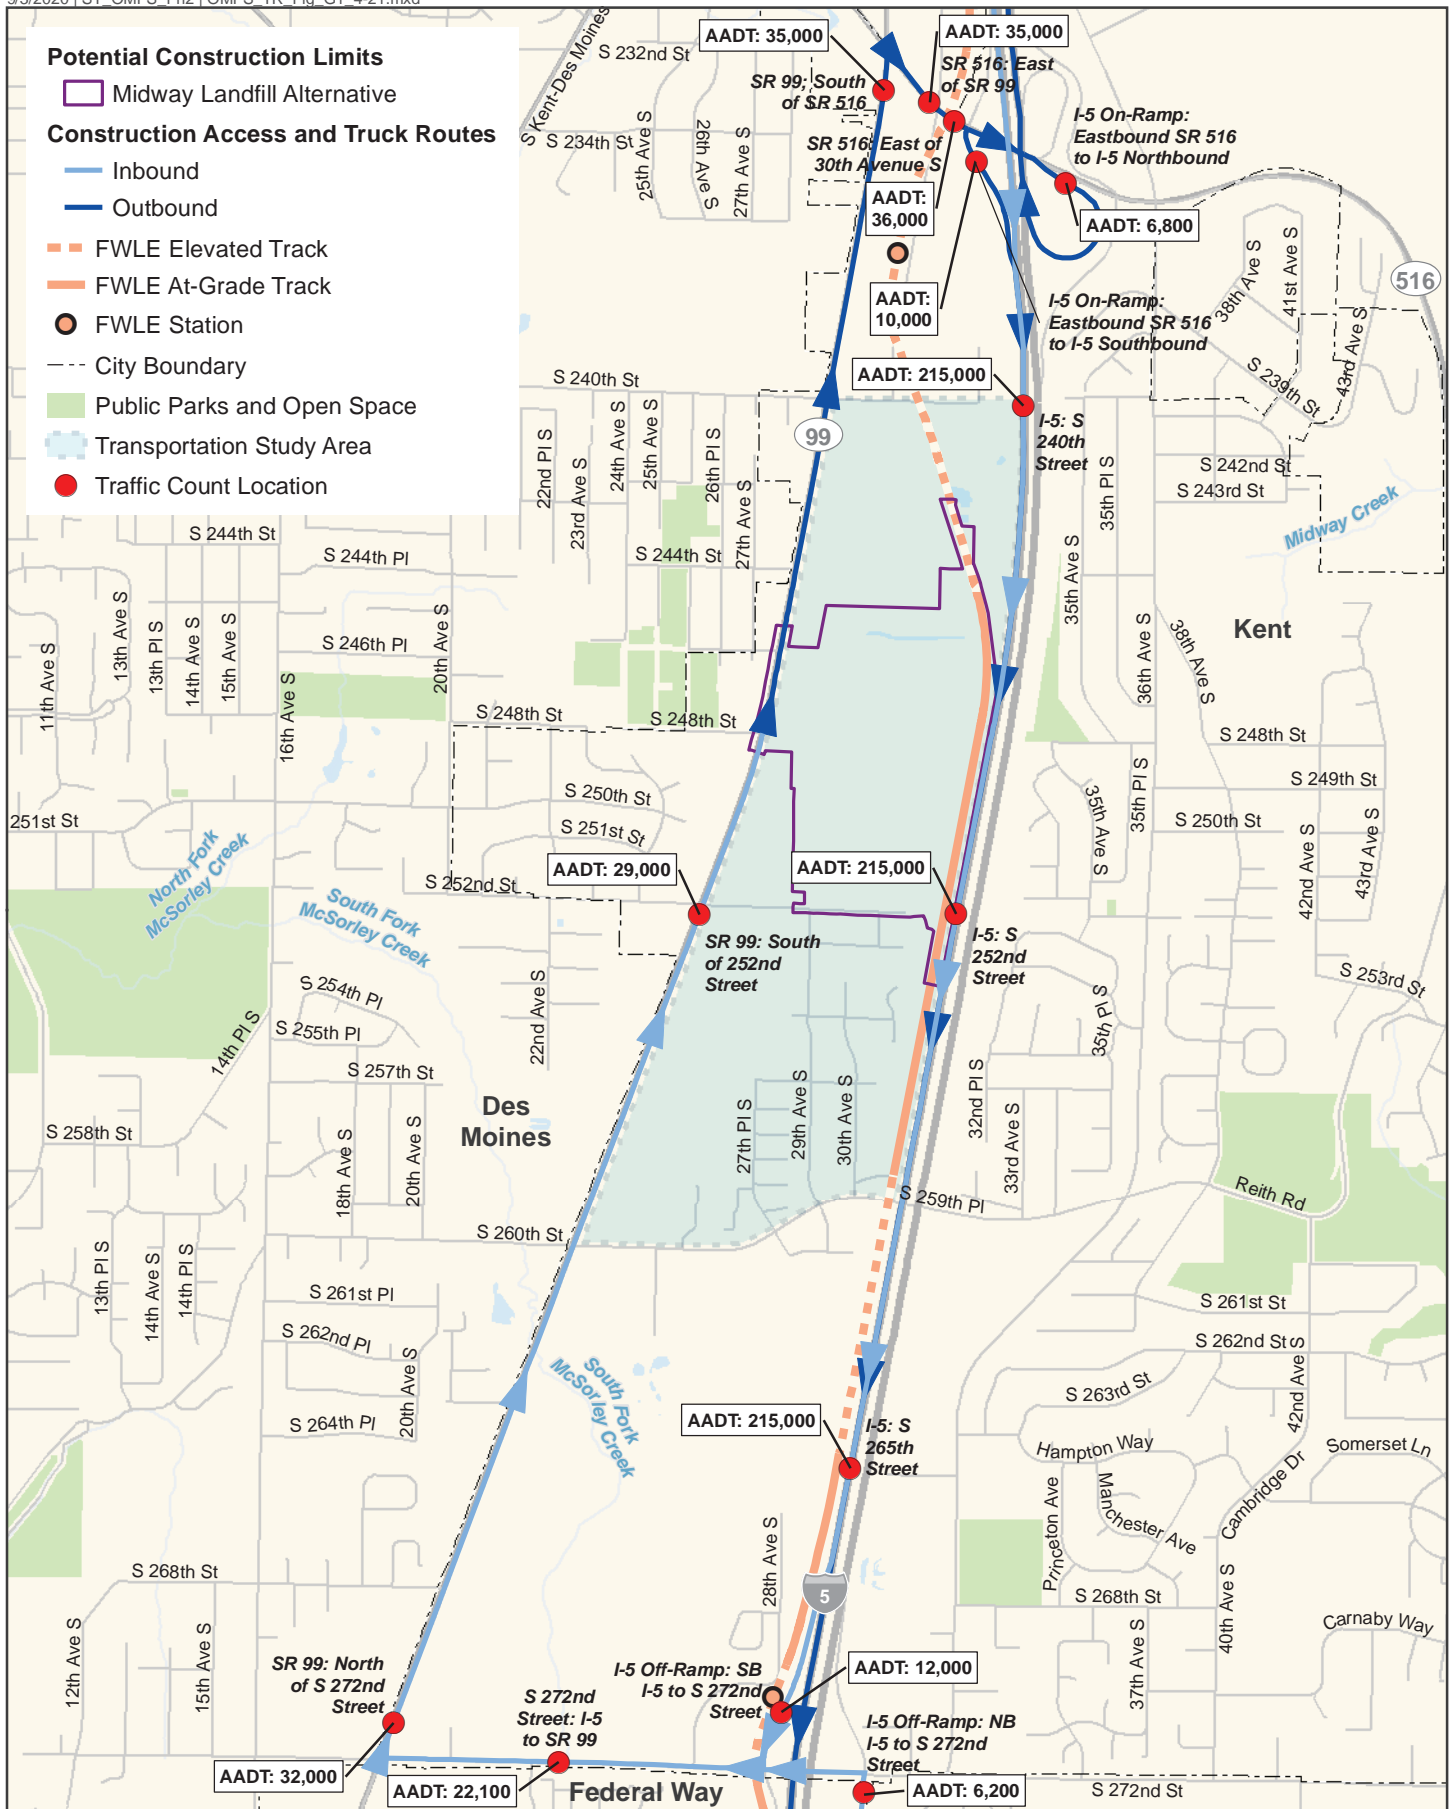 Potential Construction Limits
Midway Landfill Alternative
Construction Access and Truck Routes
Inbound
Outbound
FWLE Elevated Track
FWLE At-Grade Track
FWLE Station
City Boundary
Public Parks and Open Space
Transportation Study Area
Traffic Count Location
S Kent-Des Moines
S 232nd St
S 234th St
25th Ave S
26th Ave S
27th Ave S
AADT: 35,000
SR 99: South
of SR 516
AADT: 35,000
SR 516: East
of SR 99
SR 516: East of
30th Avenue S
AADT:
36,000
I-5 On-Ramp:
Eastbound SR 516
to I-5 Northbound
AADT: 6,800
AADT:
10,000
I-5 On-Ramp:
Eastbound SR 516
to I-5 Southbound
38th Ave S
41st Ave S
43rd Ave S
516
S 239th St
AADT: 215,000
I-5: S
240th
Street
S 240th St
99
22nd Pl S
23rd Ave S
24th Ave S
25th Ave S
26th Pl S
27th Ave S
35th Pl S
S 242nd St
S 243rd St
Midway Creek
S 244th St
S 244th Pl
S 244th St
35th Ave S
Kent
11th Ave S
13th Ave S
13th Pl S
14th Ave S
15th Ave S
16th Ave S
S 246th Pl
20th Ave S
36th Ave S
38th Ave S
S 248th St
S 248th St
S 248th St
S 249th St
S 250th St
S 251st St
251st St
S 250th St
35th Ave S
35th Pl S
42nd Ave S
43rd Ave S
North Fork
McSorley Creek
South Fork
McSorley Creek
S 252nd St
AADT: 29,000
SR 99: South
of 252nd
Street
AADT: 215,000
I-5: S
252nd
Street
S 253rd St
S 254th Pl
S 255th Pl
14th Pl S
22nd Ave S
S 257th St
S 258th St
18th Ave S
20th Ave S
Des
Moines
27th Pl S
29th Ave S
30th Ave S
32nd Pl S
33rd Ave S
35th Pl S
S 259th Pl
Reith Rd
S 260th St
13th Pl S
14th Ave S
14th Pl S
S 261st Pl
S 262nd Pl
20th Ave S
S 264th Pl
South Fork
McSorley Creek
S 261st St
S 262nd St
S 263rd St
42nd Ave S
AADT: 215,000
I-5: S
265th
Street
Hampton Way
Somerset Ln
Cambridge Dr
Princeton Ave
Manchester Ave
S 268th St
28th Ave S
5
S 268th St
40th Ave S
37th Ave S
Carnaby Way
12th Ave S
15th Ave S
SR 99: North
of S 272nd
Street
S 272nd
Street: I-5
to SR 99
I-5 Off-Ramp: SB
I-5 to S 272nd
Street
AADT: 12,000
I-5 Off-Ramp: NB
I-5 to S 272nd
Street
AADT: 32,000
AADT: 22,100
Federal Way
AADT: 6,200
S 272nd St